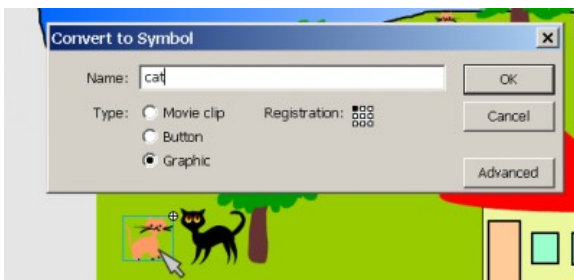 Convert to Symbol
Name: cat
OK
Type: Movie clip
Registration:
Cancel
Button
Graphic
Advanced